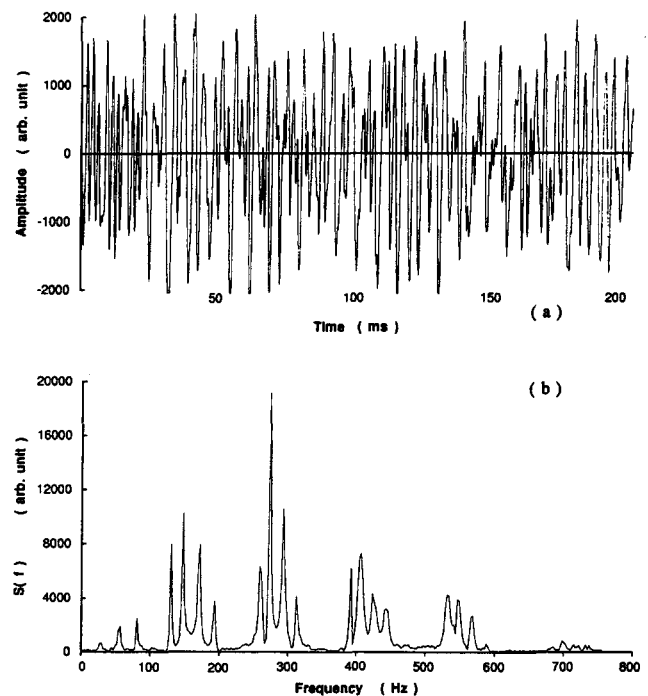 2000
1000
0
-1000
-2000
Amplitude ( arb. unit )
50 100 150 200
Time ( ms )
( a )
( b )
20000
16000
12000
8000
4000
0
S( f ) ( arb. unit )
0 100 200 300 400 500 600 700 800
Frequency ( Hz )